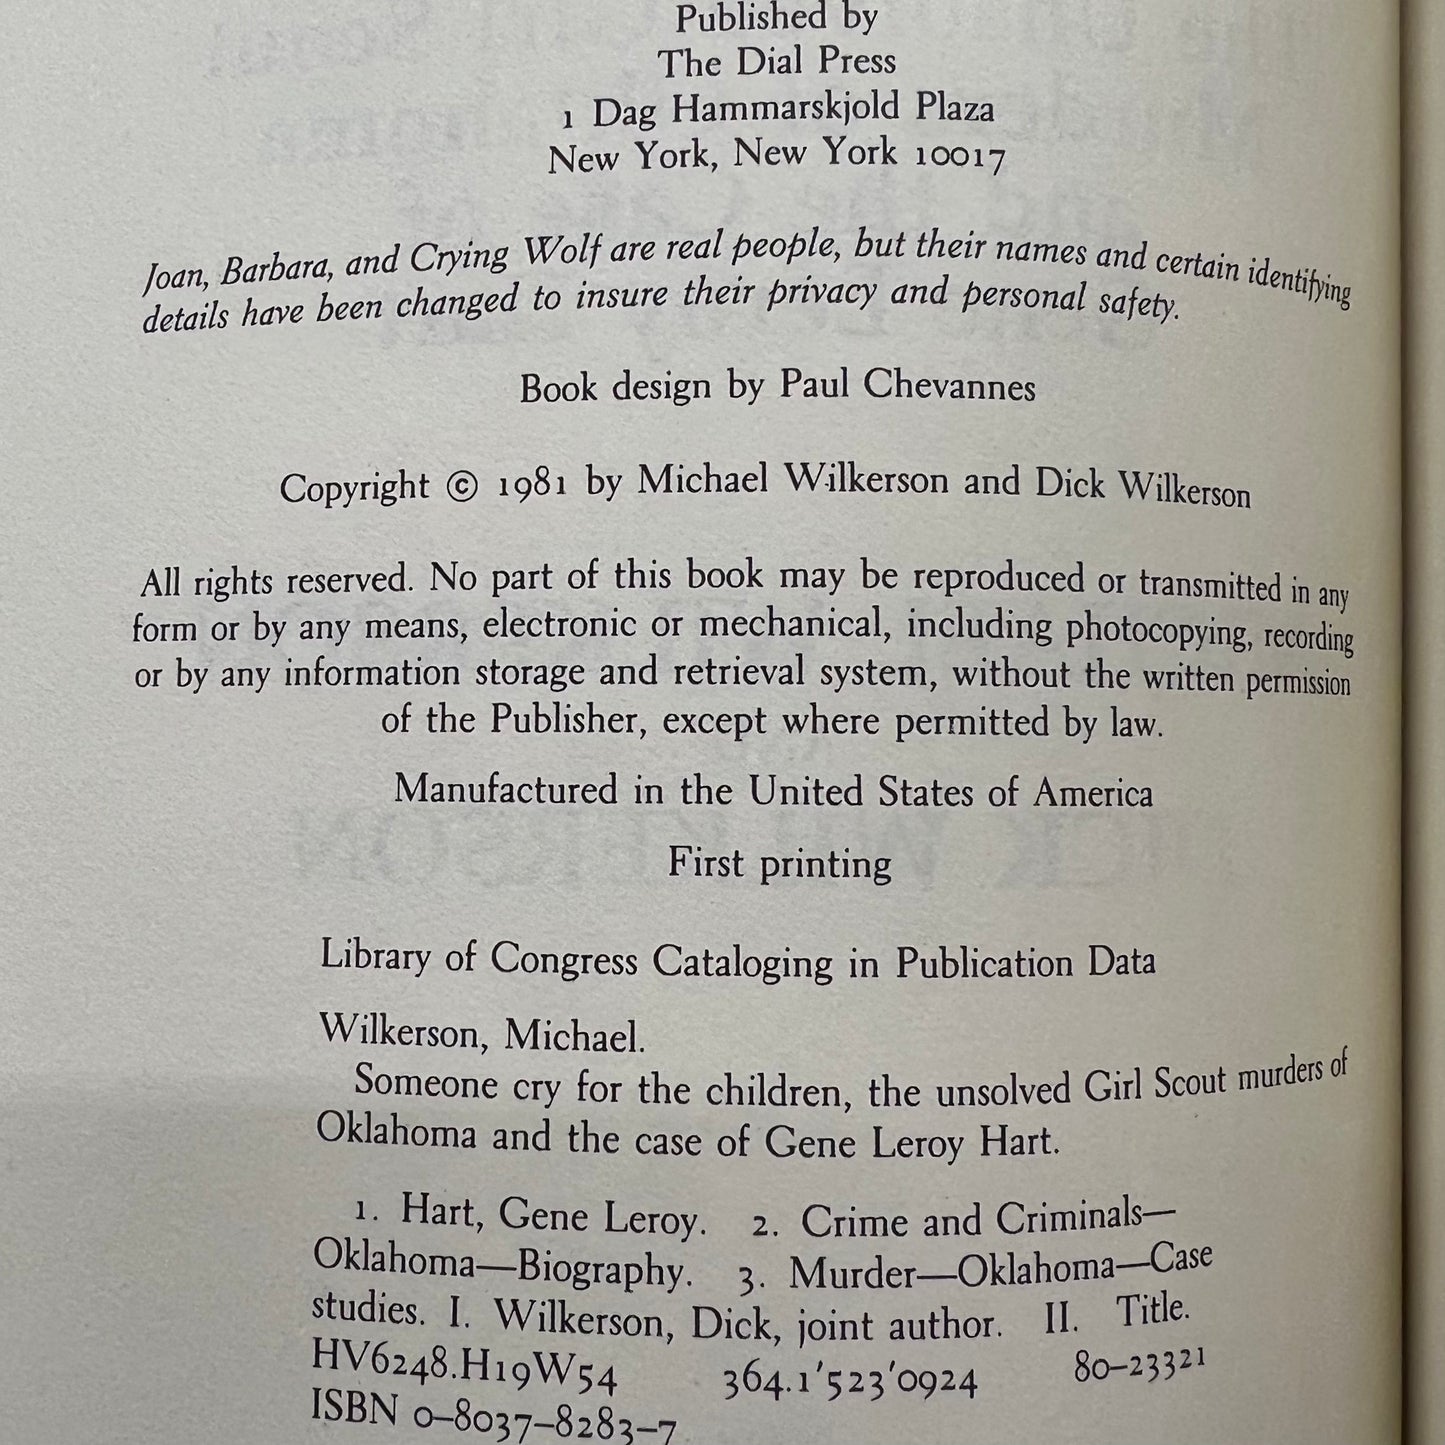 Published by
The Dial Press
1 Dag Hammarskjold Plaza
New York, New York 10017
Joan, Barbara, and Crying Wolf are real people, but their names and certain identifying
details have been changed to insure their privacy and personal safety.
Book design by Paul Chevannes
Copyright © 1981 by Michael Wilkerson and Dick Wilkerson
All rights reserved. No part of this book may be reproduced or transmitted in any
form or by any means, electronic or mechanical, including photocopying, recording
or by any information storage and retrieval system, without the written permission
of the Publisher, except where permitted by law.
Manufactured in the United States of America
First printing
Library of Congress Cataloging in Publication Data
Wilkerson, Michael.
Someone cry for the children, the unsolved Girl Scout murders of
Oklahoma and the case of Gene Leroy Hart.
1. Hart, Gene Leroy. 2. Crime and Criminals—
Oklahoma—Biography. 3. Murder—Oklahoma—Case
studies. I. Wilkerson, Dick, joint author. II. Title.
HV6248.H19W54 364.1′523′0924 80–23321
ISBN 0–8037–8283–7